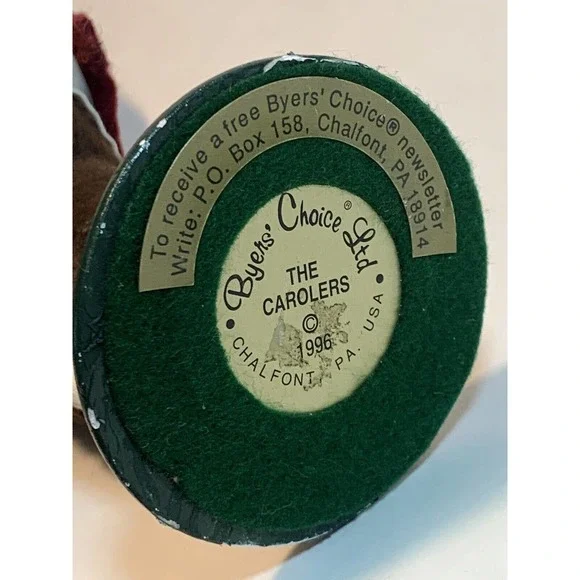 To receive a free Byers' Choice® newsletter
Write: P.O. Box 158, Chalfont, PA 18914
Byers' Choice® Ltd
THE
CAROLERS
©
1996
• CHALFONT, PA. USA •